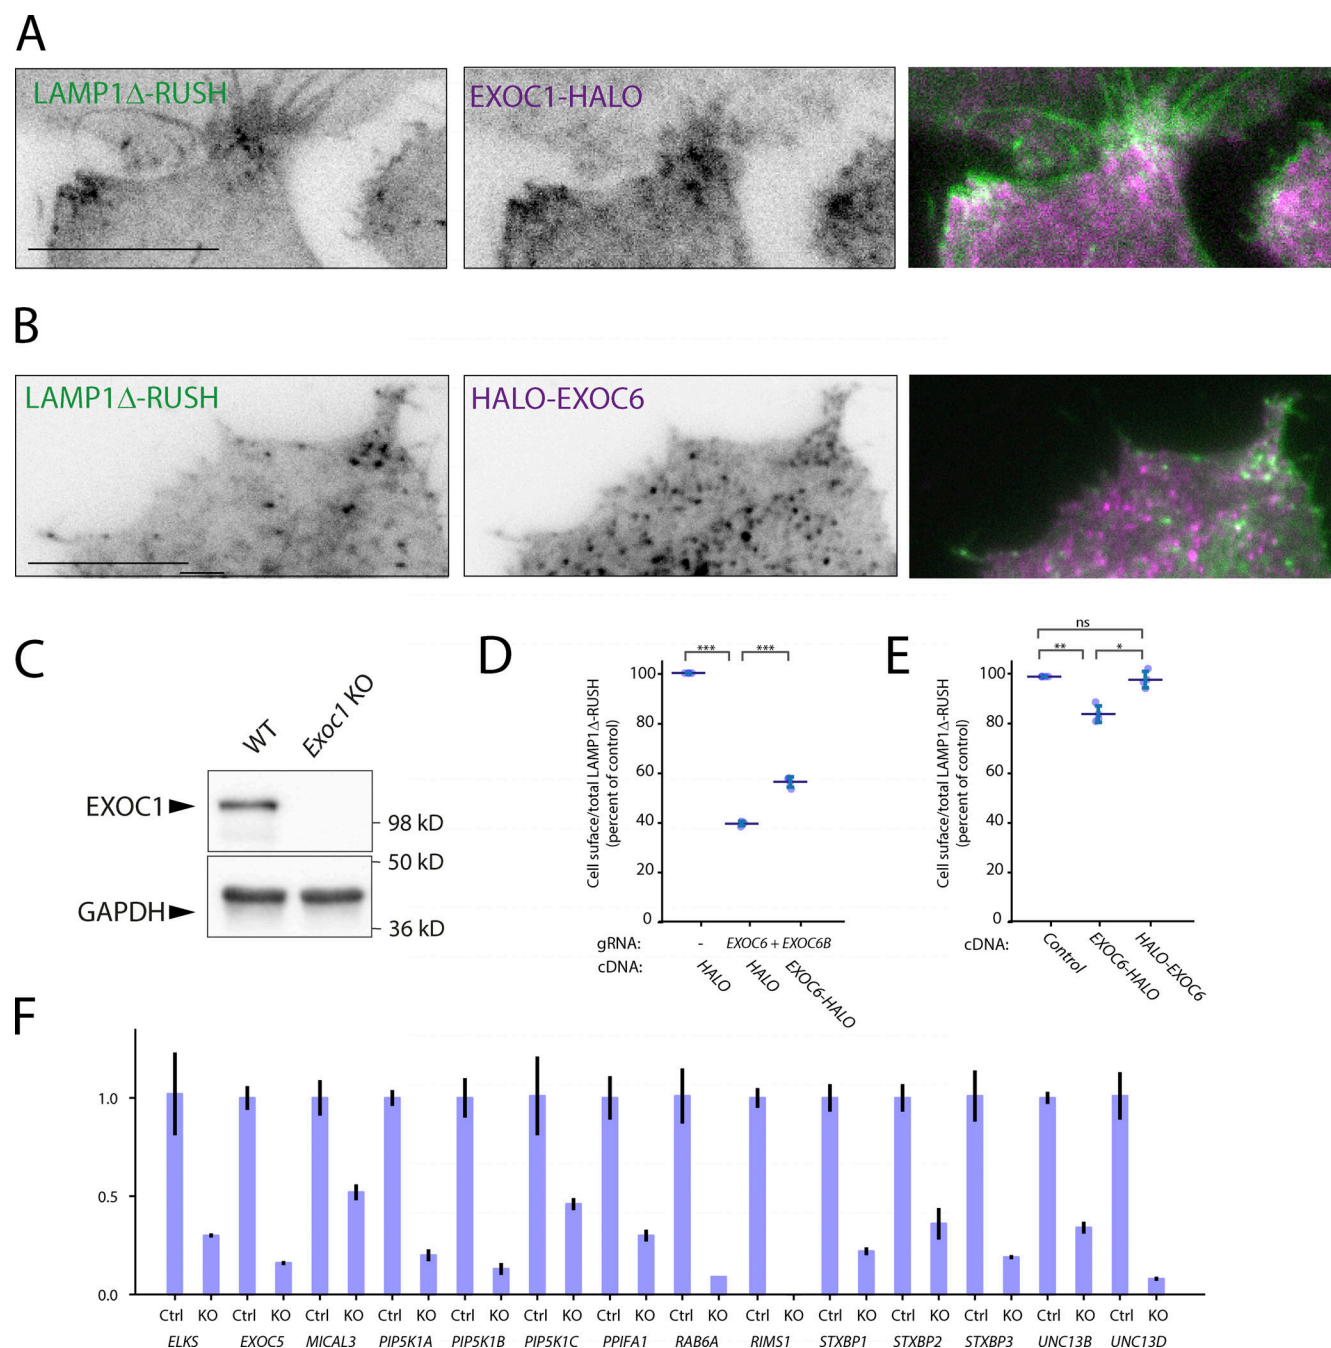 A
LAMP1Δ-RUSH
EXOC1-HALO
B
LAMP1Δ-RUSH
HALO-EXOC6
C
WT
Exoc1 KO
EXOC1
98 kD
50 kD
GAPDH
36 kD
D
Cell suface/total LAMP1Δ-RUSH
(percent of control)
100
80
60
40
20
0
***
***
gRNA:
-
EXOC6 + EXOC6B
cDNA:
HALO
HALO
EXOC6-HALO
E
Cell suface/total LAMP1Δ-RUSH
(percent of control)
100
80
60
40
20
0
ns
**
*
cDNA:
Control
EXOC6-HALO
HALO-EXOC6
F
1.0
0.5
0.0
Ctrl KO Ctrl KO Ctrl KO Ctrl KO Ctrl KO Ctrl KO Ctrl KO Ctrl KO Ctrl KO Ctrl KO Ctrl KO Ctrl KO Ctrl KO Ctrl KO
ELKS EXOC5 MICAL3 PIP5K1A PIP5K1B PIP5K1C PPIFA1 RAB6A RIMS1 STXBP1 STXBP2 STXBP3 UNC13B UNC13D